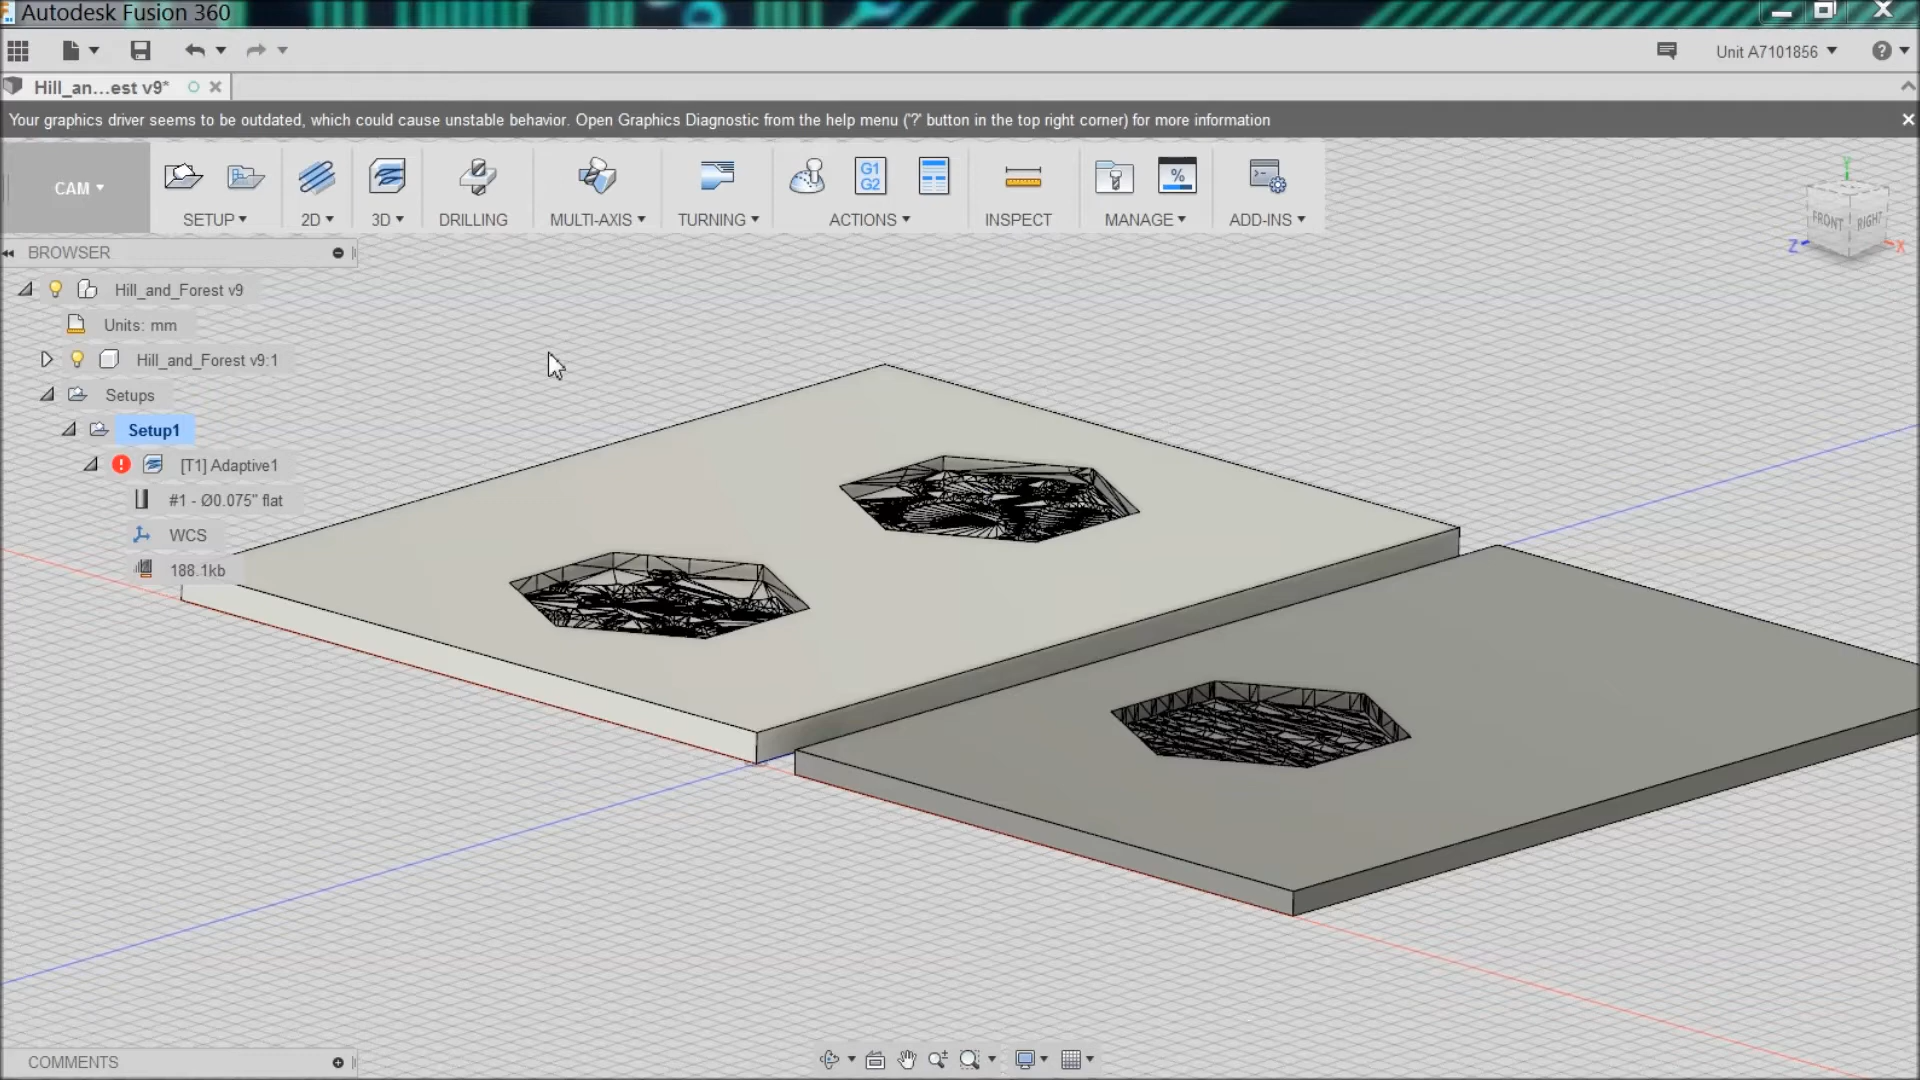 Autodesk Fusion 360
Unit A7101856
Hill_an...est v9*
Your graphics driver seems to be outdated, which could cause unstable behavior. Open Graphics Diagnostic from the help menu ('?' button in the top right corner) for more information
CAM
G1
G2
%
SETUP
2D
3D
DRILLING
MULTI-AXIS
TURNING
ACTIONS
INSPECT
MANAGE
ADD-INS
Y
FRONT
RIGHT
Z
X
BROWSER
Hill_and_Forest v9
Units: mm
Hill_and_Forest v9:1
Setups
Setup1
[T1] Adaptive1
#1 - Ø0.075" flat
WCS
188.1kb
COMMENTS